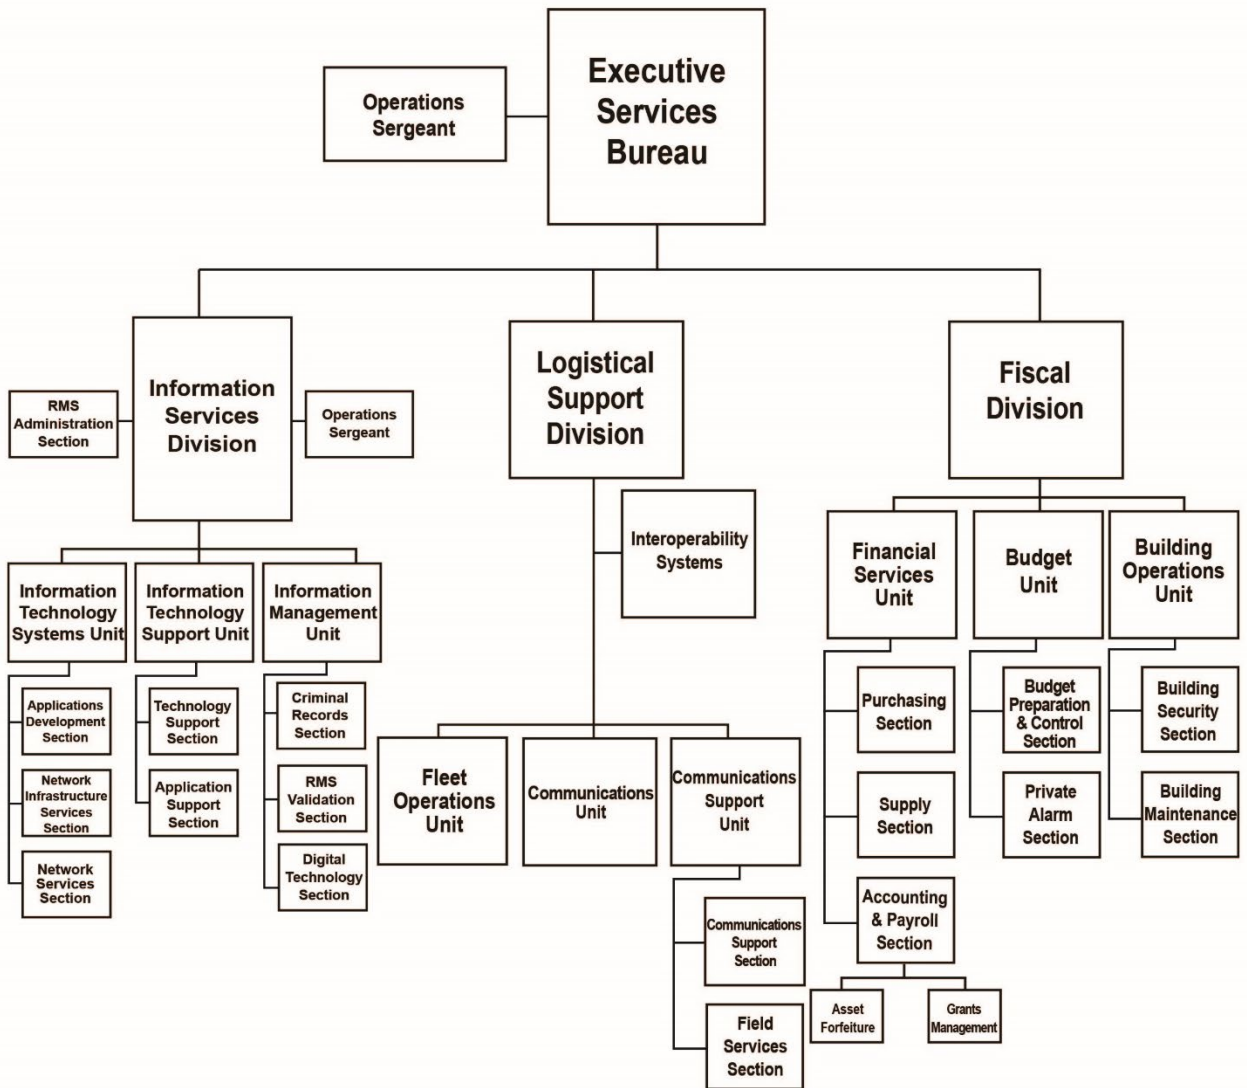 Executive
Services
Bureau
Operations
Sergeant
Information
Services
Division
RMS
Administration
Section
Operations
Sergeant
Logistical
Support
Division
Fiscal
Division
Interoperability
Systems
Information
Technology
Systems Unit
Information
Technology
Support Unit
Information
Management
Unit
Applications
Development
Section
Network
Infrastructure
Services
Section
Network
Services
Section
Technology
Support
Section
Application
Support
Section
Criminal
Records
Section
RMS
Validation
Section
Digital
Technology
Section
Fleet
Operations
Unit
Communications
Unit
Communications
Support
Unit
Communications
Support
Section
Field
Services
Section
Financial
Services
Unit
Budget
Unit
Building
Operations
Unit
Purchasing
Section
Supply
Section
Accounting
& Payroll
Section
Asset
Forfeiture
Grants
Management
Budget
Preparation
& Control
Section
Private
Alarm
Section
Building
Security
Section
Building
Maintenance
Section